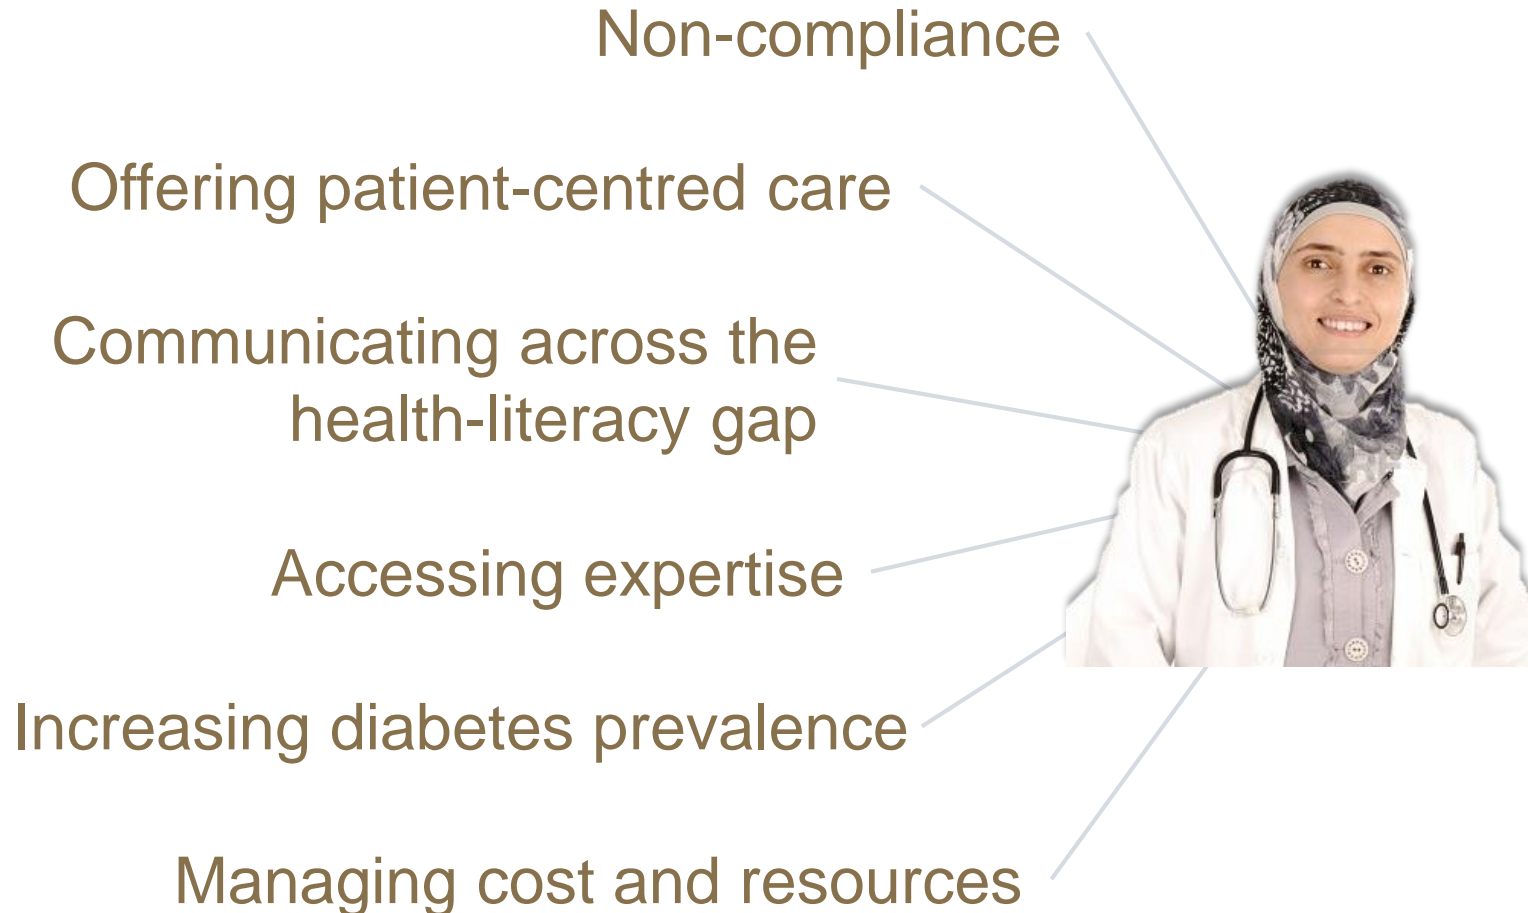 Non-compliance
Offering patient-centred care
Communicating across the
health-literacy gap
Accessing expertise
Increasing diabetes prevalence
Managing cost and resources